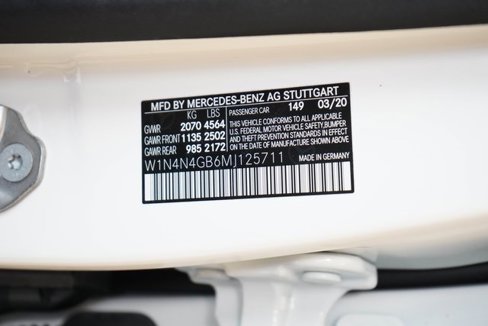 MFD BY MERCEDES-BENZ AG STUTTGART
KG LBS PASSENGER CAR 149 03/20
GVWR 2070 4564 THIS VEHICLE CONFORMS TO ALL APPLICABLE
GAWR FRONT 1135 2502 U.S. FEDERAL MOTOR VEHICLE SAFETY, BUMPER,
GAWR REAR 985 2172 AND THEFT PREVENTION STANDARDS IN EFFECT
ON THE DATE OF MANUFACTURE SHOWN ABOVE.
W1N4N4GB6MJ125711 MADE IN GERMANY